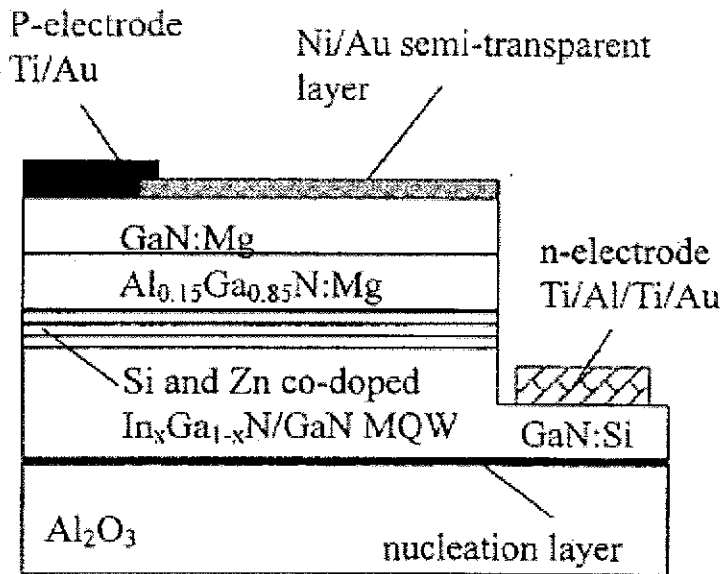 P-electrode
Ti/Au
Ni/Au semi-transparent
layer
GaN:Mg
Al₀.₁₅Ga₀.₈₅N:Mg
n-electrode
Ti/Al/Ti/Au
Si and Zn co-doped
InₓGa₁₋ₓN/GaN MQW
GaN:Si
Al₂O₃
nucleation layer